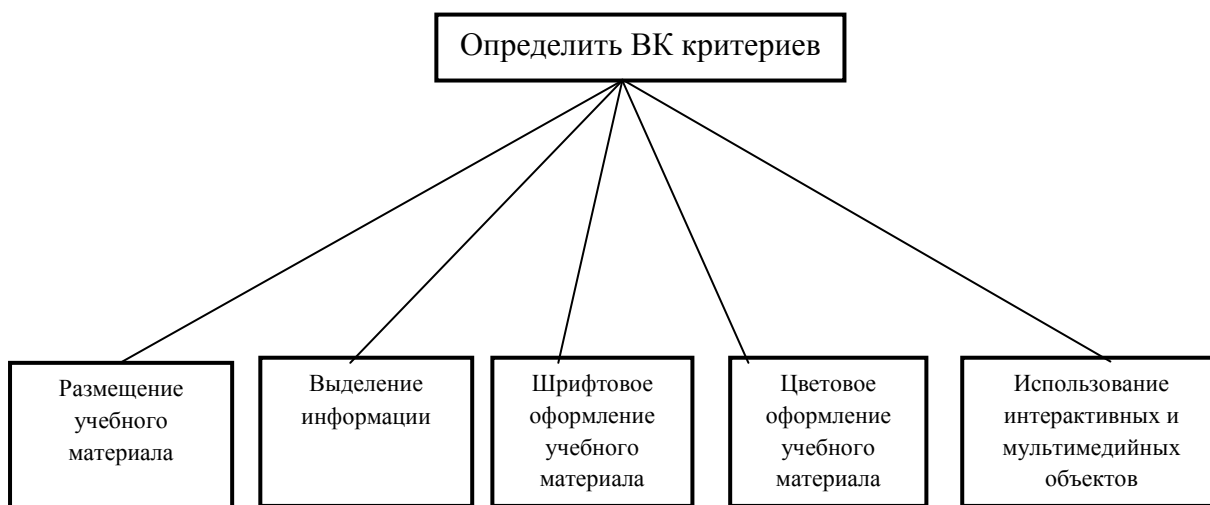 Определить ВК критериев
Размещение
учебного
материала
Выделение
информации
Шрифтовое
оформление
учебного
материала
Цветовое
оформление
учебного
материала
Использование
интерактивных и
мультимедийных
объектов